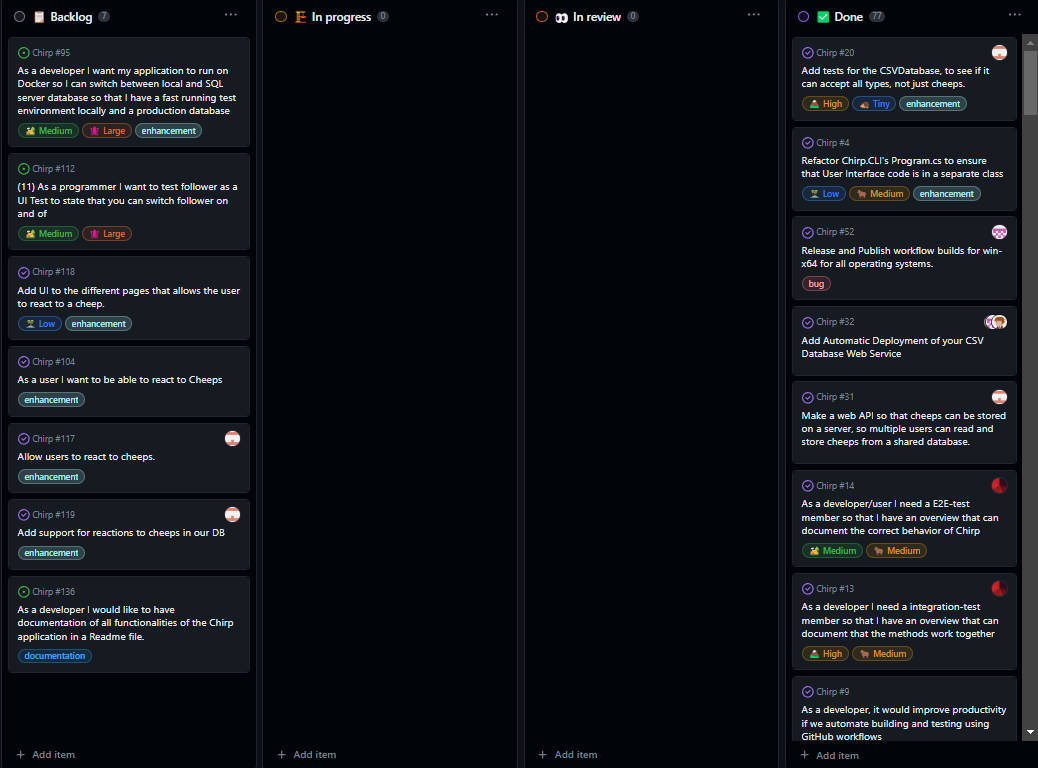 Backlog 7
Chirp #95
As a developer I want my application to run on
Docker so I can switch between local and SQL
server database so that I have a fast running test
environment locally and a production database
Medium Large enhancement
Chirp #112
(11) As a programmer I want to test follower as a
UI Test to state that you can switch follower on
and of
Medium Large
Chirp #118
Add UI to the different pages that allows the user
to react to a cheep.
Low enhancement
Chirp #104
As a user I want to be able to react to Cheeps
enhancement
Chirp #117
Allow users to react to cheeps.
enhancement
Chirp #119
Add support for reactions to cheeps in our DB
enhancement
Chirp #136
As a developer I would like to have
documentation of all functionalities of the Chirp
application in a Readme file.
documentation
+ Add item
In progress 0
+ Add item
In review 0
+ Add item
Done 77
Chirp #20
Add tests for the CSVDatabase, to see if it
can accept all types, not just cheeps.
High Tiny enhancement
Chirp #4
Refactor Chirp.CLI's Program.cs to ensure
that User Interface code is in a separate class
Low Medium enhancement
Chirp #52
Release and Publish workflow builds for win-
x64 for all operating systems.
bug
Chirp #32
Add Automatic Deployment of your CSV
Database Web Service
Chirp #31
Make a web API so that cheeps can be stored
on a server, so multiple users can read and
store cheeps from a shared database.
Chirp #14
As a developer/user I need a E2E-test
member so that I have an overview that can
document the correct behavior of Chirp
Medium Medium
Chirp #13
As a developer I need a integration-test
member so that I have an overview that can
document that the methods work together
High Medium
Chirp #9
As a developer, it would improve productivity
if we automate building and testing using
GitHub workflows
+ Add item